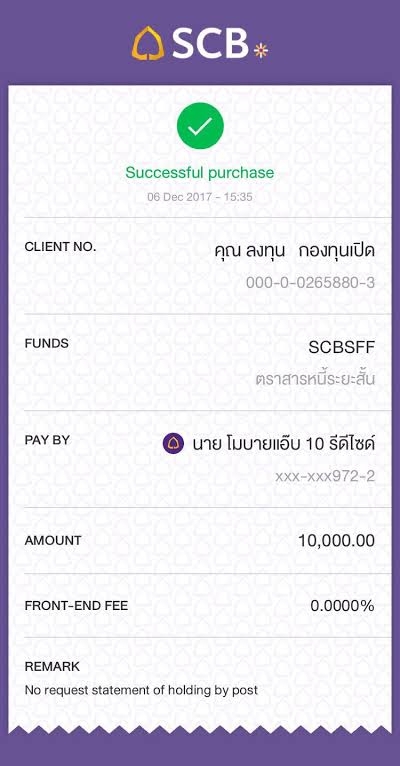 SCB
Successful purchase
06 Dec 2017 - 15:35
CLIENT NO. คุณ ลงทุน กองทุนเปิด
000-0-0265880-3
FUNDS SCBSFF
ตราสารหนี้ระยะสั้น
PAY BY นาย โมบายแอ๊บ 10 รีดีไซด์
xxx-xxx972-2
AMOUNT 10,000.00
FRONT-END FEE 0.0000%
REMARK
No request statement of holding by post